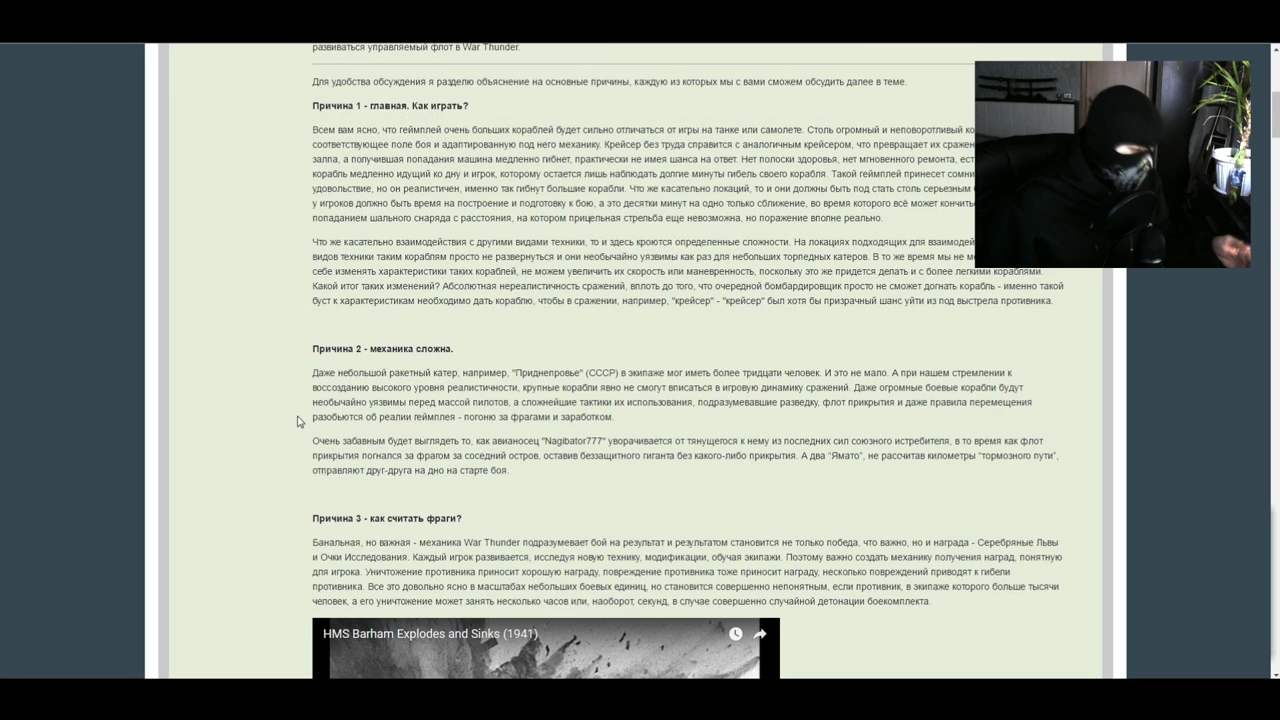 развиваться управляемый флот в War Thunder.
Для удобства обсуждения я разделю объяснение на основные причины, каждую из которых мы с вами сможем обсудить далее в теме.
Причина 1 - главная. Как играть?
Всем вам ясно, что геймплей очень больших кораблей будет сильно отличаться от игры на танке или самолете. Столь огромный и неповоротливый
соответствующее поле боя и адаптированную под него механику. Крейсер без труда справится с аналогичным крейсером, что превращает их
залпа, а получившая попадания машина медленно гибнет, практически не имея шанса на ответ. Нет полоски здоровья, нет мгновенного ремонта,
корабль медленно идущий ко дну и игрок, которому остается лишь наблюдать долгие минуты гибель своего корабля. Такой геймплей принесет
удовольствие, но он реалистичен, именно так гибнут большие корабли. Что же касательно локаций, то и они должны быть под стать столь серьезным
у игроков должно быть время на построение и подготовку к бою, а это десятки минут на одно только сближение, во время которого всё может
попаданием шального снаряда с расстояния, на котором прицельная стрельба еще невозможна, но поражение вполне реально.
Что же касательно взаимодействия с другими видами техники, то и здесь кроются определенные сложности. На локациях подходящих для
видов техники таким кораблям просто не развернуться и они необычайно уязвимы как раз для небольших торпедных катеров. В то же время мы не
себе изменять характеристики таких кораблей, не можем увеличить их скорость или маневренность, поскольку это же придется делать и с более легкими кораблями.
Какой итог таких изменений? Абсолютная нереалистичность сражений, вплоть до того, что очередной бомбардировщик просто не сможет догнать корабль - именно такой
буст к характеристикам необходимо дать кораблю, чтобы в сражении, например, "крейсер" - "крейсер" был хотя бы призрачный шанс уйти из под выстрела противника.
Причина 2 - механика сложна.
Даже небольшой ракетный катер, например, "Приднепровье" (СССР) в экипаже мог иметь более тридцати человек. И это не мало. А при нашем стремлении к
воссозданию высокого уровня реалистичности, крупные корабли явно не смогут вписаться в игровую динамику сражений. Даже огромные боевые корабли будут
необычайно уязвимы перед массой пилотов, а сложнейшие тактики их использования, подразумевавшие разведку, флот прикрытия и даже правила перемещения
разобьются об реалии геймплея - погоню за фрагами и заработком.
Очень забавным будет выглядеть то, как авианосец "Nagibator777" уворачивается от тянущегося к нему из последних сил союзного истребителя, в то время как флот
прикрытия погнался за фрагом за соседний остров, оставив беззащитного гиганта без какого-либо прикрытия. А два “Ямато”, не рассчитав километры “тормозного пути”,
отправляют друг-друга на дно на старте боя.
Причина 3 - как считать фраги?
Банальная, но важная - механика War Thunder подразумевает бой на результат и результатом становится не только победа, что важно, но и награда - Серебряные Львы
и Очки Исследования. Каждый игрок развивается, исследуя новую технику, модификации, обучая экипажи. Поэтому важно создать механику получения наград, понятную
для игрока. Уничтожение противника приносит хорошую награду, повреждение противника тоже приносит награду, несколько повреждений приводят к гибели
противника. Все это довольно ясно в масштабах небольших боевых единиц, но становится совершенно непонятным, если противник, в экипаже которого больше тысячи
человек, а его уничтожение может занять несколько часов или, наоборот, секунд, в случае совершенно случайной детонации боекомплекта.
HMS Barham Explodes and Sinks (1941)